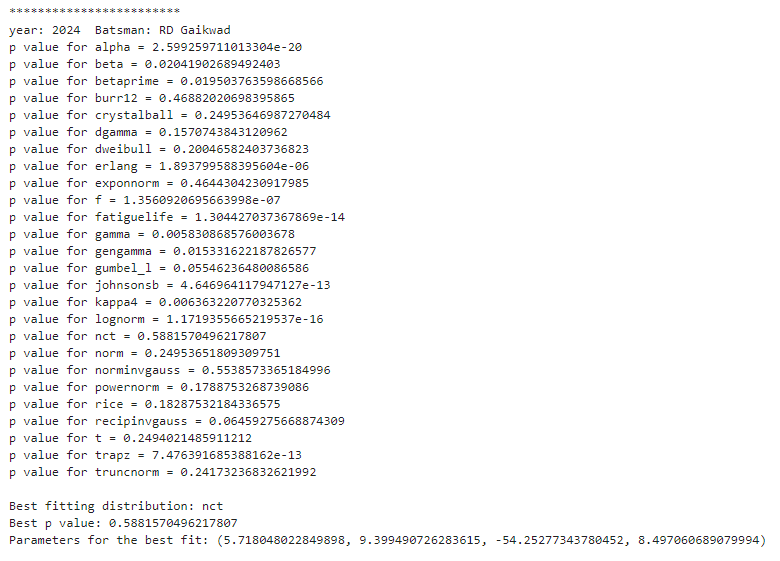 ************************
year: 2024  Batsman: RD Gaikwad
p value for alpha = 2.599259711013304e-20
p value for beta = 0.02041902689492403
p value for betaprime = 0.019503763598668566
p value for burr12 = 0.46882020698395865
p value for crystalball = 0.24953646987270484
p value for dgamma = 0.1570743843120962
p value for dweibull = 0.20046582403736823
p value for erlang = 1.893799588395604e-06
p value for exponnorm = 0.4644304230917985
p value for f = 1.3560920695663998e-07
p value for fatiguelife = 1.304427037367869e-14
p value for gamma = 0.005830868576003678
p value for gengamma = 0.015331622187826577
p value for gumbel_l = 0.05546236480086586
p value for johnsonsb = 4.646964117947127e-13
p value for kappa4 = 0.006363220770325362
p value for lognorm = 1.1719355665219537e-16
p value for nct = 0.5881570496217807
p value for norm = 0.24953651809309751
p value for norminvgauss = 0.5538573365184996
p value for powernorm = 0.1788753268739086
p value for rice = 0.18287532184336575
p value for recipinvgauss = 0.06459275668874309
p value for t = 0.2494021485911212
p value for trapz = 7.476391685388162e-13
p value for truncnorm = 0.24173236832621992
Best fitting distribution: nct
Best p value: 0.5881570496217807
Parameters for the best fit: (5.718048022849898, 9.399490726283615, -54.25277343780452, 8.497060689079994)